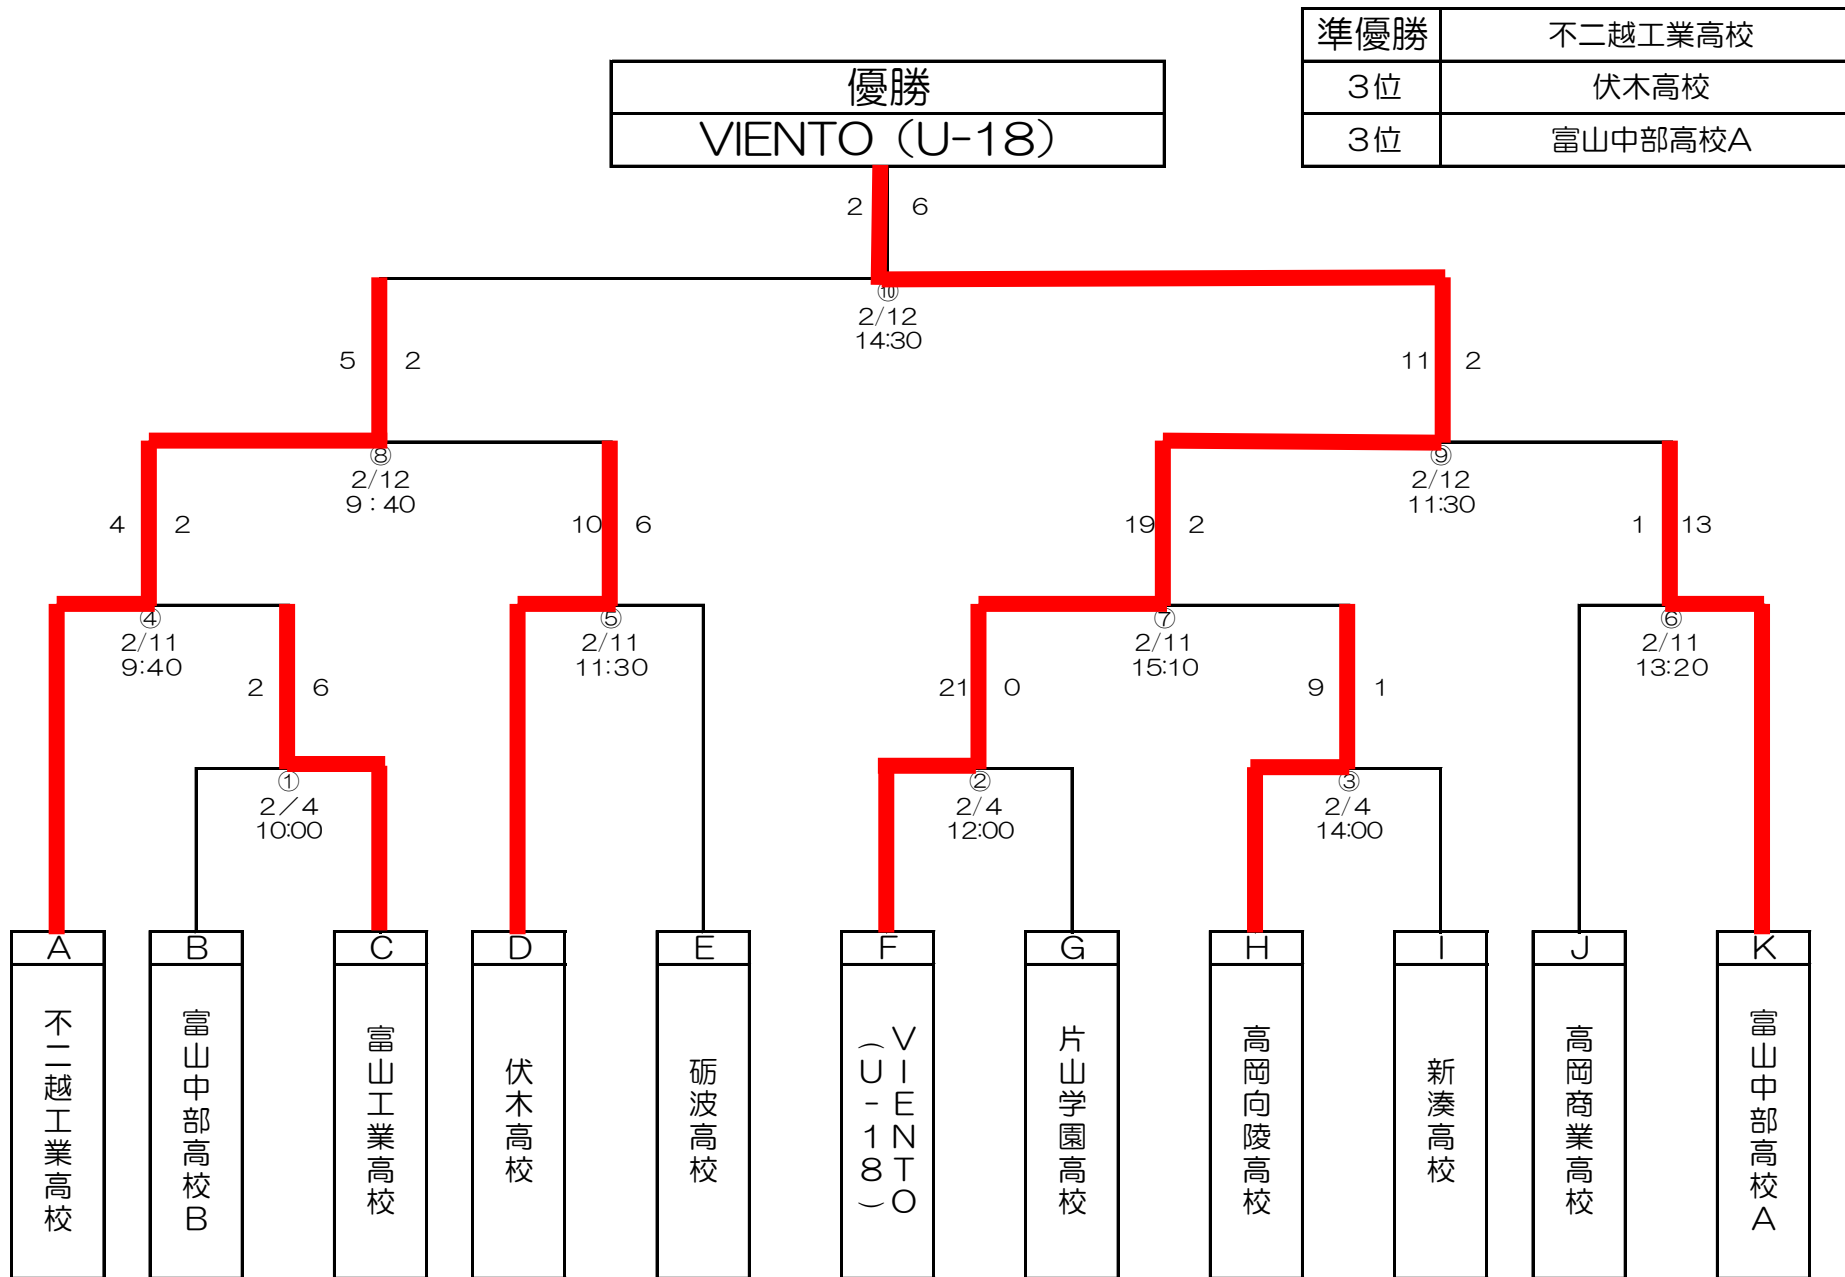 準優勝 不二越工業高校
3位 伏木高校
3位 富山中部高校A
優勝
VIENTO（U-18）
2 6
⑩
2/12
14:30
5 2
11 2
⑧
2/12
9：40
⑨
2/12
11:30
4 2
10 6
19 2
1 13
④
2/11
9:40
⑤
2/11
11:30
⑦
2/11
15:10
⑥
2/11
13:20
2 6
21 0
9 1
①
2／4
10:00
②
2/4
12:00
③
2/4
14:00
A B C D E F G H I J K
不二越工業高校
富山中部高校B
富山工業高校
伏木高校
砺波高校
VIENTO
（U-18）
片山学園高校
高岡向陵高校
新湊高校
高岡商業高校
富山中部高校A